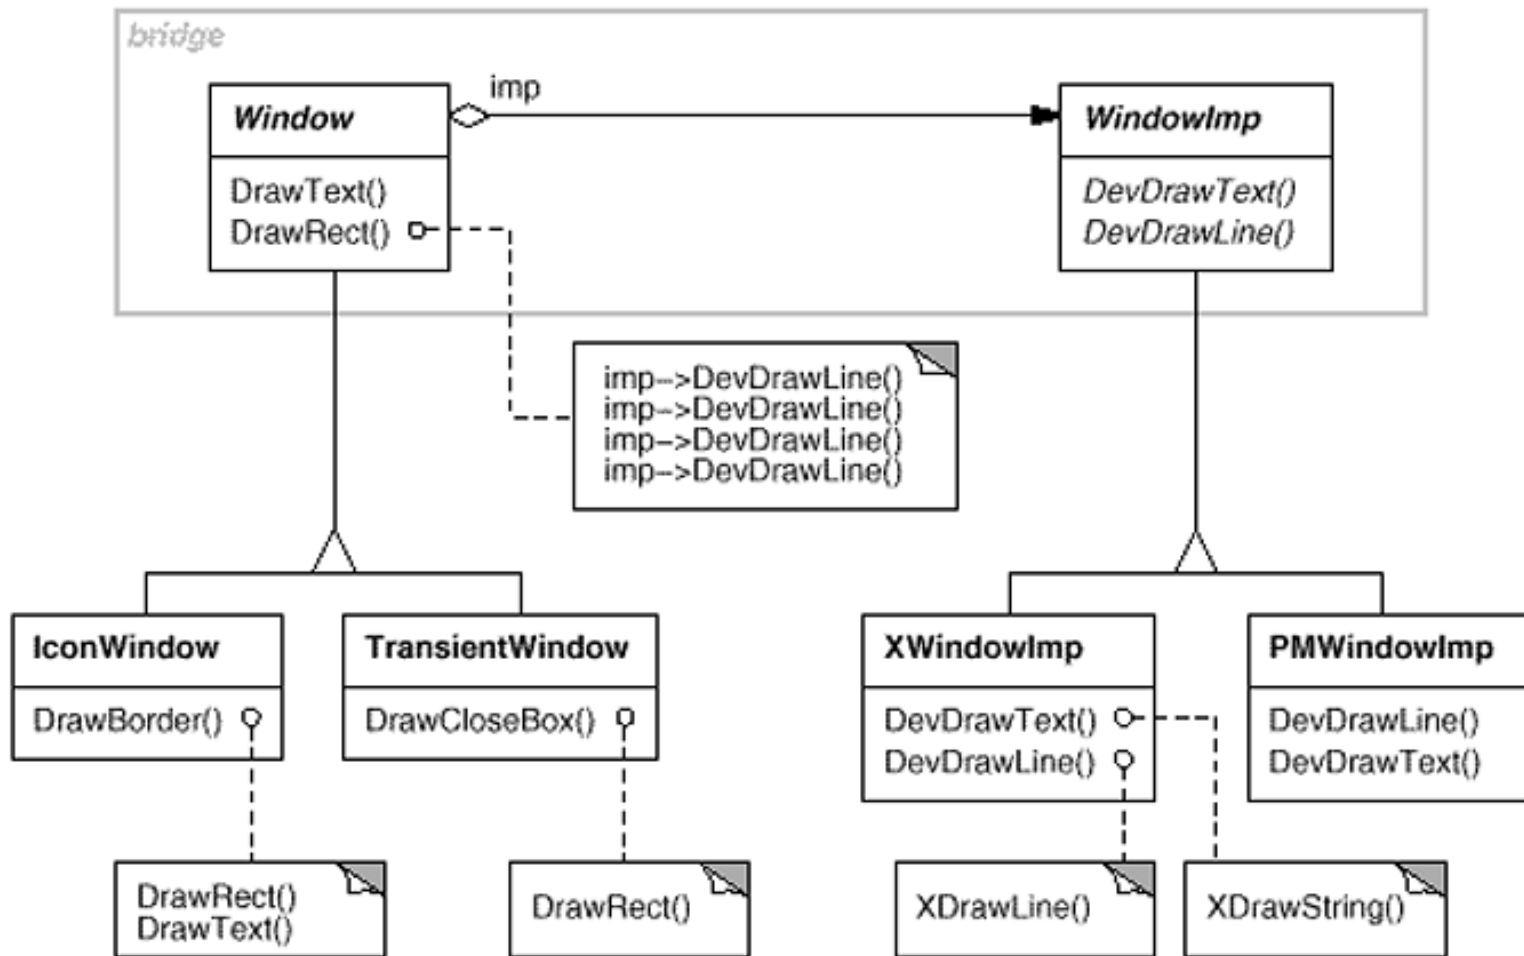 bridge
imp
Window
WindowImp
DrawText()
DrawRect()
DevDrawText()
DevDrawLine()
imp–>DevDrawLine()
imp–>DevDrawLine()
imp–>DevDrawLine()
imp–>DevDrawLine()
IconWindow
DrawBorder()
TransientWindow
DrawCloseBox()
XWindowImp
DevDrawText()
DevDrawLine()
PMWindowImp
DevDrawLine()
DevDrawText()
DrawRect()
DrawText()
DrawRect()
XDrawLine()
XDrawString()